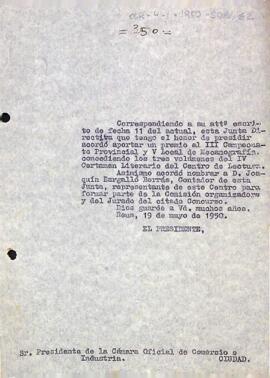 = 350 =
Correspondiendo a su attº escri-
to de fecha 11 del actual, esta Junta Di-
rectiva que tengo el honor de presidir
acordó aportar un premio al III Campeona-
to Provincial y V Local de Mecanografía,
concediendo los tres volúmenes del IV
Certamen Literario del Centro de Lectura.
Asimismo acordó nombrar a D. Joa-
quín Bargalló Borrás, Contador de esta
Junta, representante de este Centro para
formar parte de la Comisión organizadora
y del Jurado del citado Concurso.
Dios guarde a Vd. muchos años.
Reus, 19 de mayo de 1950.
EL PRESIDENTE,
Sr. Presidente de la Cámara Oficial de Comercio e
Industria. CIUDAD.